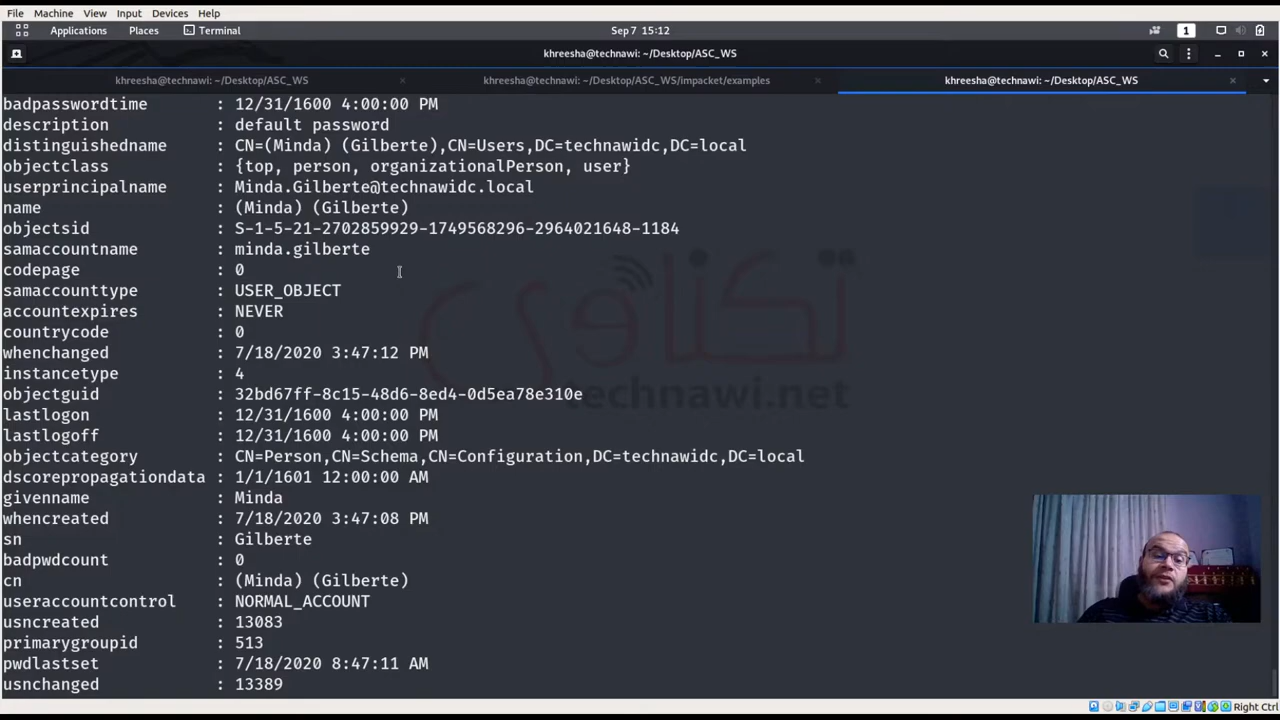 File Machine View Input Devices Help
Applications Places Terminal Sep 7 15:12 1
khreesha@technawi: ~/Desktop/ASC_WS
khreesha@technawi: ~/Desktop/ASC_WS khreesha@technawi: ~/Desktop/ASC_WS/impacket/examples khreesha@technawi: ~/Desktop/ASC_WS
badpasswordtime : 12/31/1600 4:00:00 PM
description : default password
distinguishedname : CN=(Minda) (Gilberte),CN=Users,DC=technawidc,DC=local
objectclass : {top, person, organizationalPerson, user}
userprincipalname : Minda.Gilberte@technawidc.local
name : (Minda) (Gilberte)
objectsid : S-1-5-21-2702859929-1749568296-2964021648-1184
samaccountname : minda.gilberte
codepage : 0
samaccounttype : USER_OBJECT
accountexpires : NEVER
countrycode : 0
whenchanged : 7/18/2020 3:47:12 PM
instancetype : 4
objectguid : 32bd67ff-8c15-48d6-8ed4-0d5ea78e310e
lastlogon : 12/31/1600 4:00:00 PM
lastlogoff : 12/31/1600 4:00:00 PM
objectcategory : CN=Person,CN=Schema,CN=Configuration,DC=technawidc,DC=local
dscorepropagationdata : 1/1/1601 12:00:00 AM
givenname : Minda
whencreated : 7/18/2020 3:47:08 PM
sn : Gilberte
badpwdcount : 0
cn : (Minda) (Gilberte)
useraccountcontrol : NORMAL_ACCOUNT
usncreated : 13083
primarygroupid : 513
pwdlastset : 7/18/2020 8:47:11 AM
usnchanged : 13389
تكناوي
technawi.net
Right Ctrl